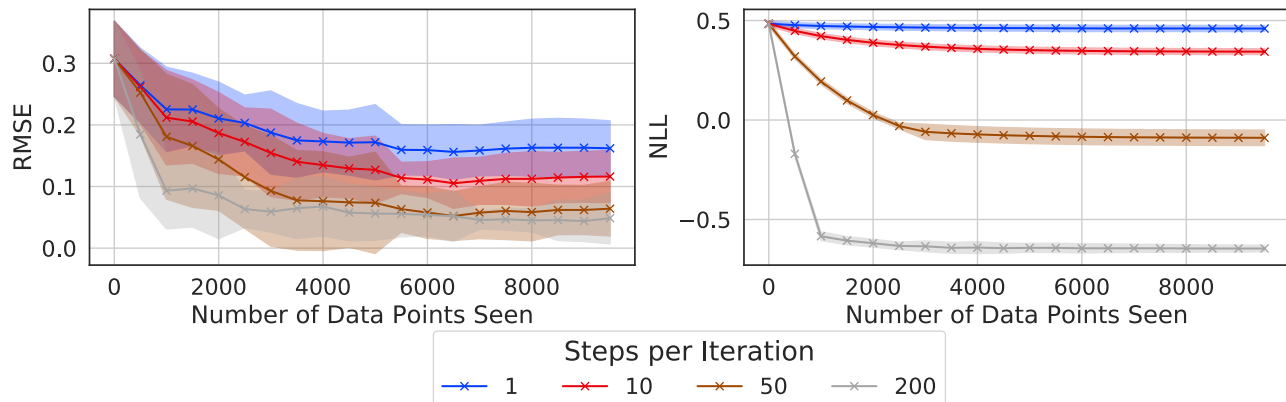 0.3
0.2
0.1
0.0
RMSE
0 2000 4000 6000 8000
Number of Data Points Seen
0.5
0.0
−0.5
NLL
0 2000 4000 6000 8000
Number of Data Points Seen
Steps per Iteration
1 10 50 200